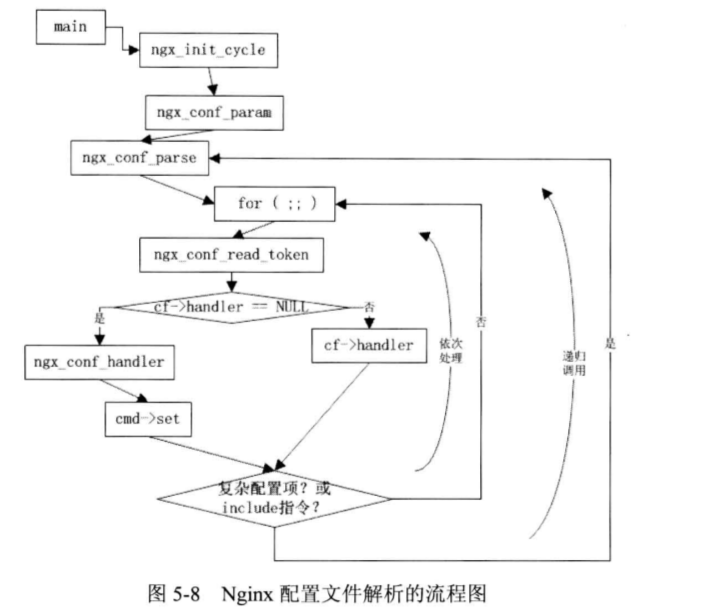 main
ngx_init_cycle
ngx_conf_param
ngx_conf_parse
for ( ;; )
ngx_conf_read_token
cf->handler == NULL
是
否
ngx_conf_handler
cf->handler
cmd->set
依次
处理
否
递归
调用
是
复杂配置项？或
include指令？
图 5-8 Nginx 配置文件解析的流程图